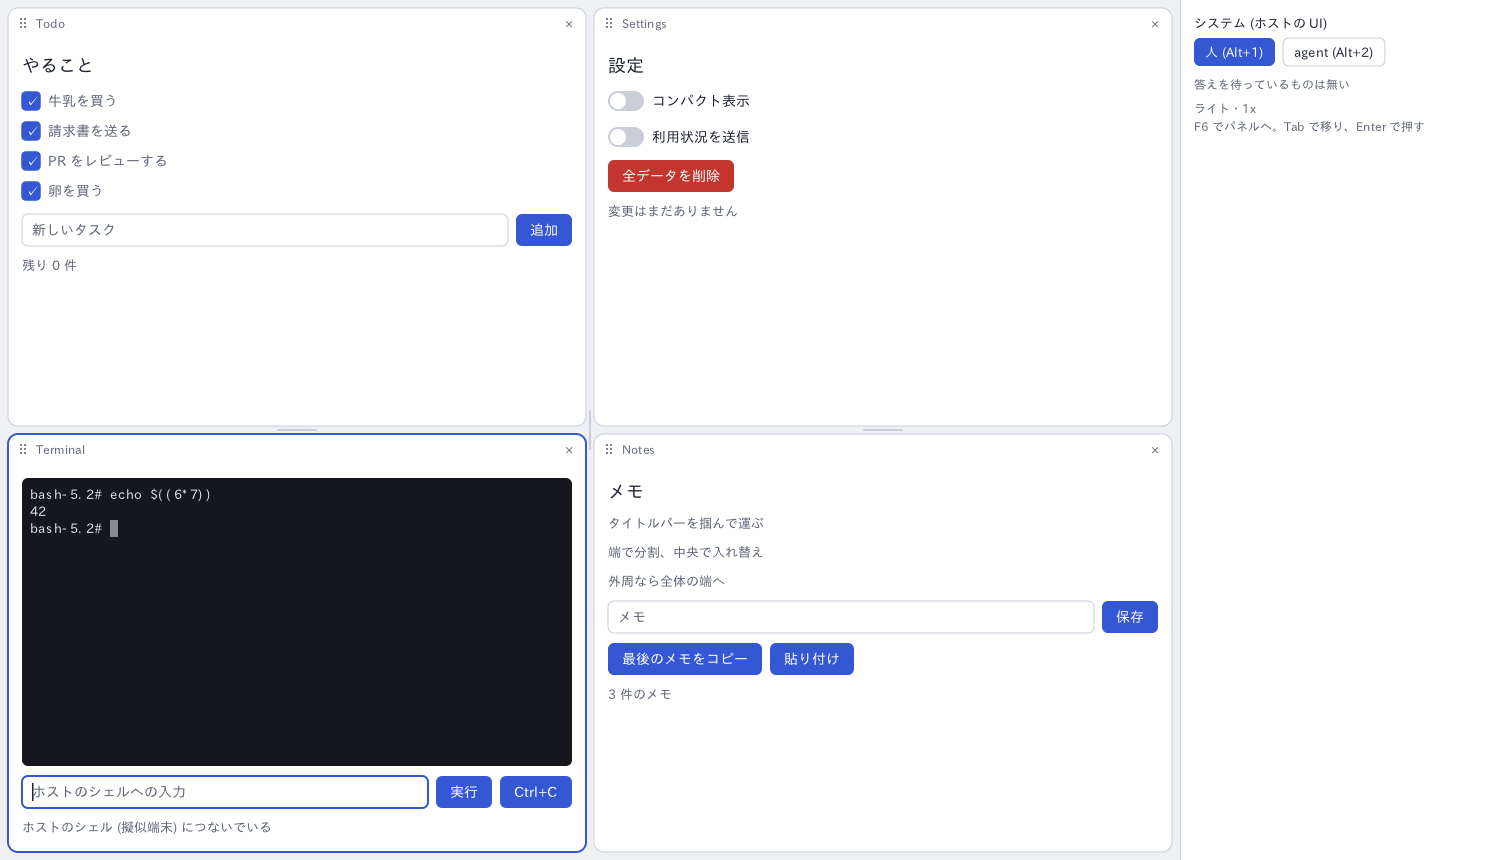 Todo
×
やること
牛乳を買う
請求書を送る
PR をレビューする
卵を買う
新しいタスク
追加
残り 0 件
Settings
×
設定
コンパクト表示
利用状況を送信
全データを削除
変更はまだありません
Terminal
×
bash-5.2# echo $((6*7))
42
bash-5.2#
ホストのシェルへの入力
実行
Ctrl+C
ホストのシェル (擬似端末) につないでいる
Notes
×
メモ
タイトルバーを掴んで運ぶ
端で分割、中央で入れ替え
外周なら全体の端へ
メモ
保存
最後のメモをコピー
貼り付け
3 件のメモ
システム (ホストの UI)
人 (Alt+1)
agent (Alt+2)
答えを待っているものは無い
ライト・1x
F6 でパネルへ。Tab で移り、Enter で押す